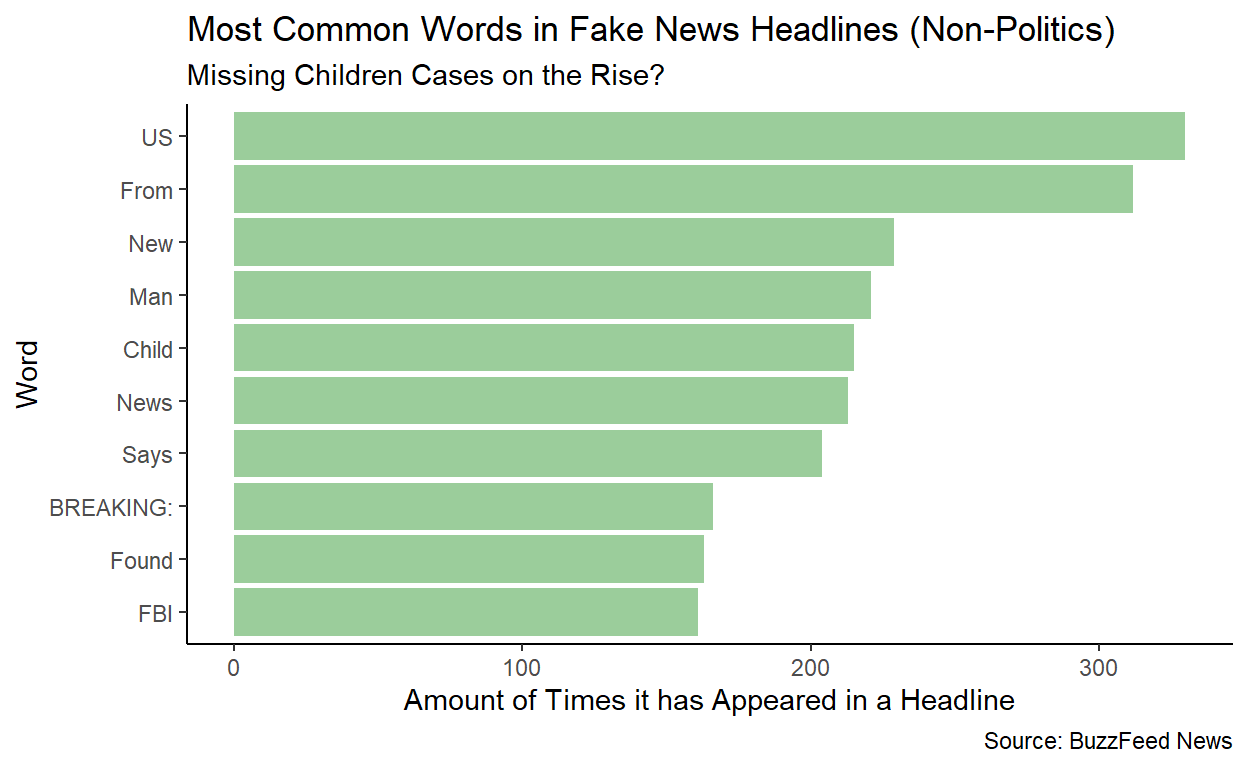 Most Common Words in Fake News Headlines (Non-Politics)
Missing Children Cases on the Rise?
Word
US
From
New
Man
Child
News
Says
BREAKING:
Found
FBI
0 100 200 300
Amount of Times it has Appeared in a Headline
Source: BuzzFeed News